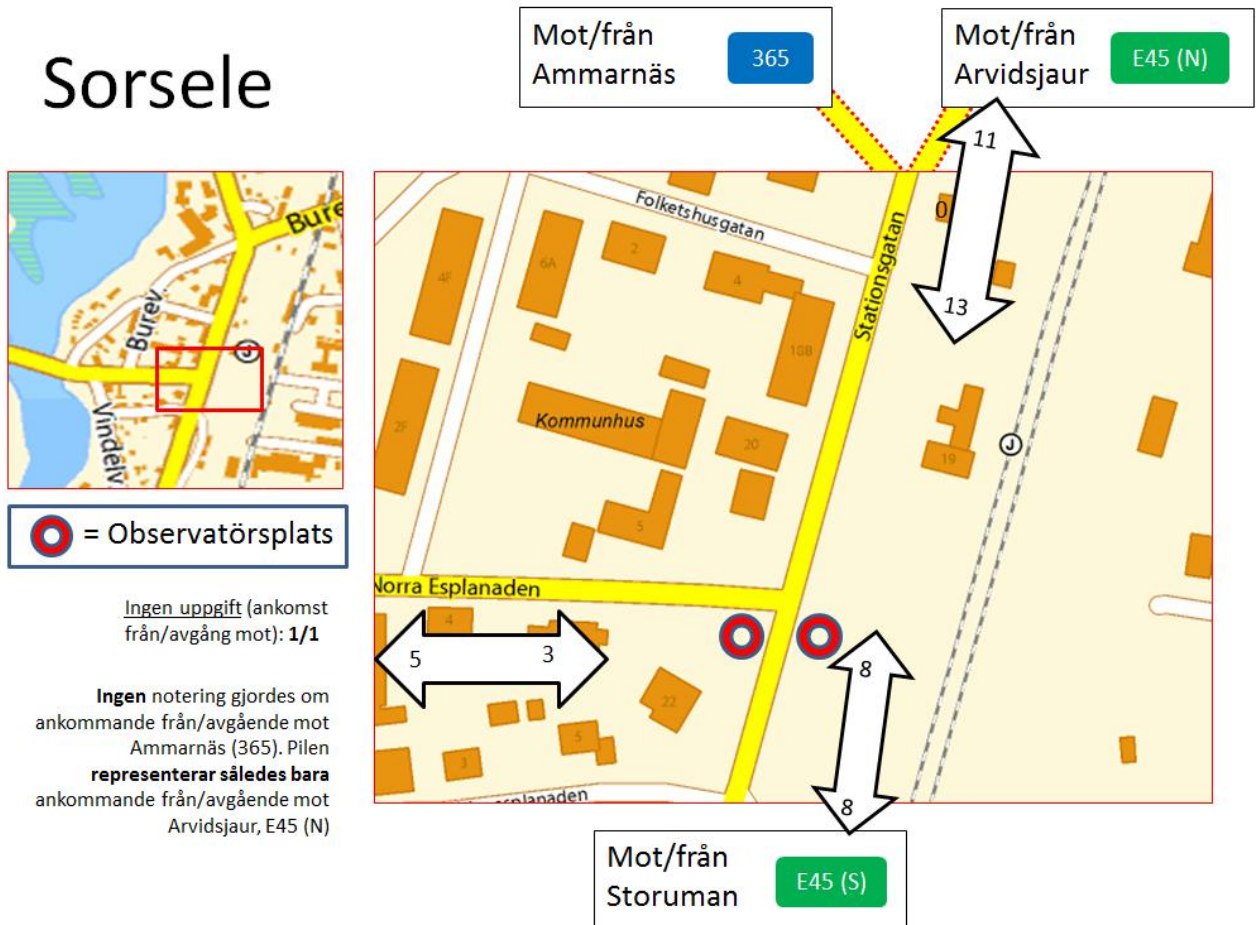 Sorsele
Mot/från
Ammarnäs
365
Mot/från
Arvidsjaur
E45 (N)
11
0
13
Bure
Burev.
Vindelv
J
= Observatörsplats
Ingen uppgift (ankomst
från/avgång mot): 1/1
Ingen notering gjordes om
ankommande från/avgående mot
Ammarnäs (365). Pilen
representerar således bara
ankommande från/avgående mot
Arvidsjaur, E45 (N)
Folketshusgatan
Stationsgatan
4F
6A
2
4
18B
2F
Kommunhus
20
19
J
5
Norra Esplanaden
4
5
3
8
22
5
3
esplanaden
8
Mot/från
Storuman
E45 (S)